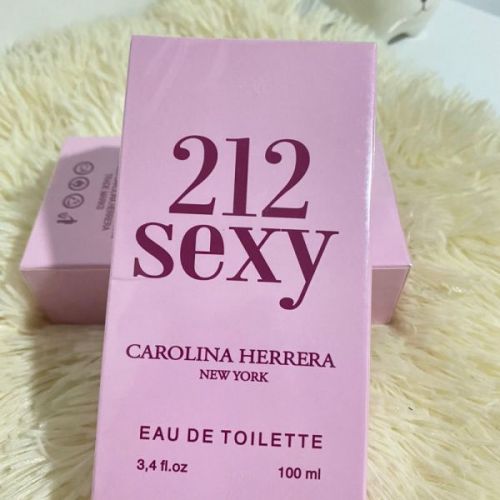 212
sexy
CAROLINA HERRERA
NEW YORK
EAU DE TOILETTE
3,4 fl.oz 100 ml